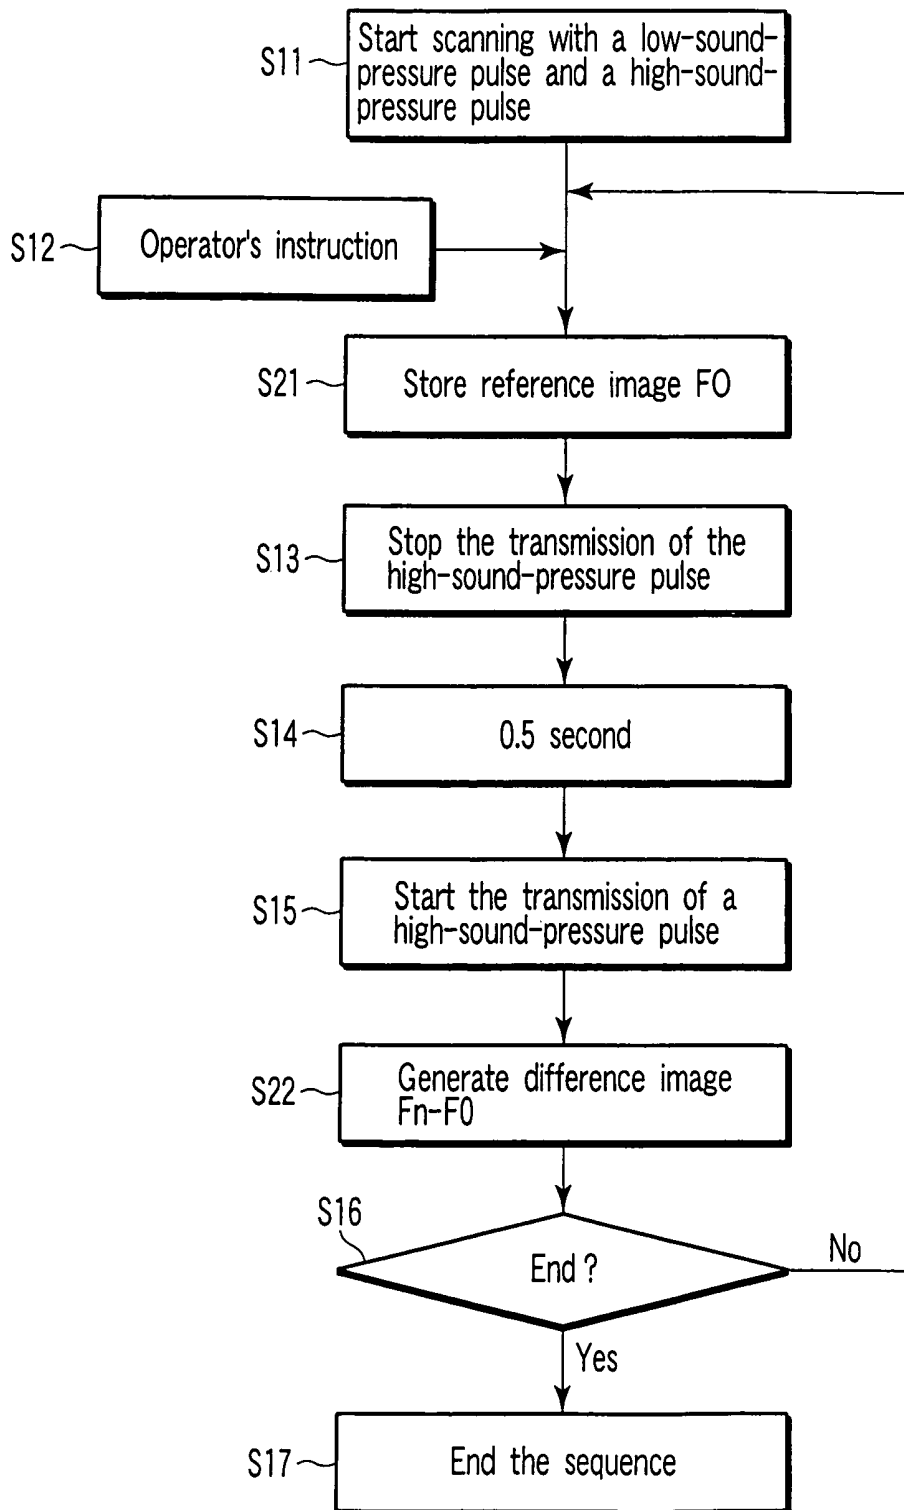 S11
Start scanning with a low-sound-
pressure pulse and a high-sound-
pressure pulse
S12
Operator's instruction
S21
Store reference image F0
S13
Stop the transmission of the
high-sound-pressure pulse
S14
0.5 second
S15
Start the transmission of a
high-sound-pressure pulse
S22
Generate difference image
Fn-F0
S16
End ?
No
Yes
S17
End the sequence